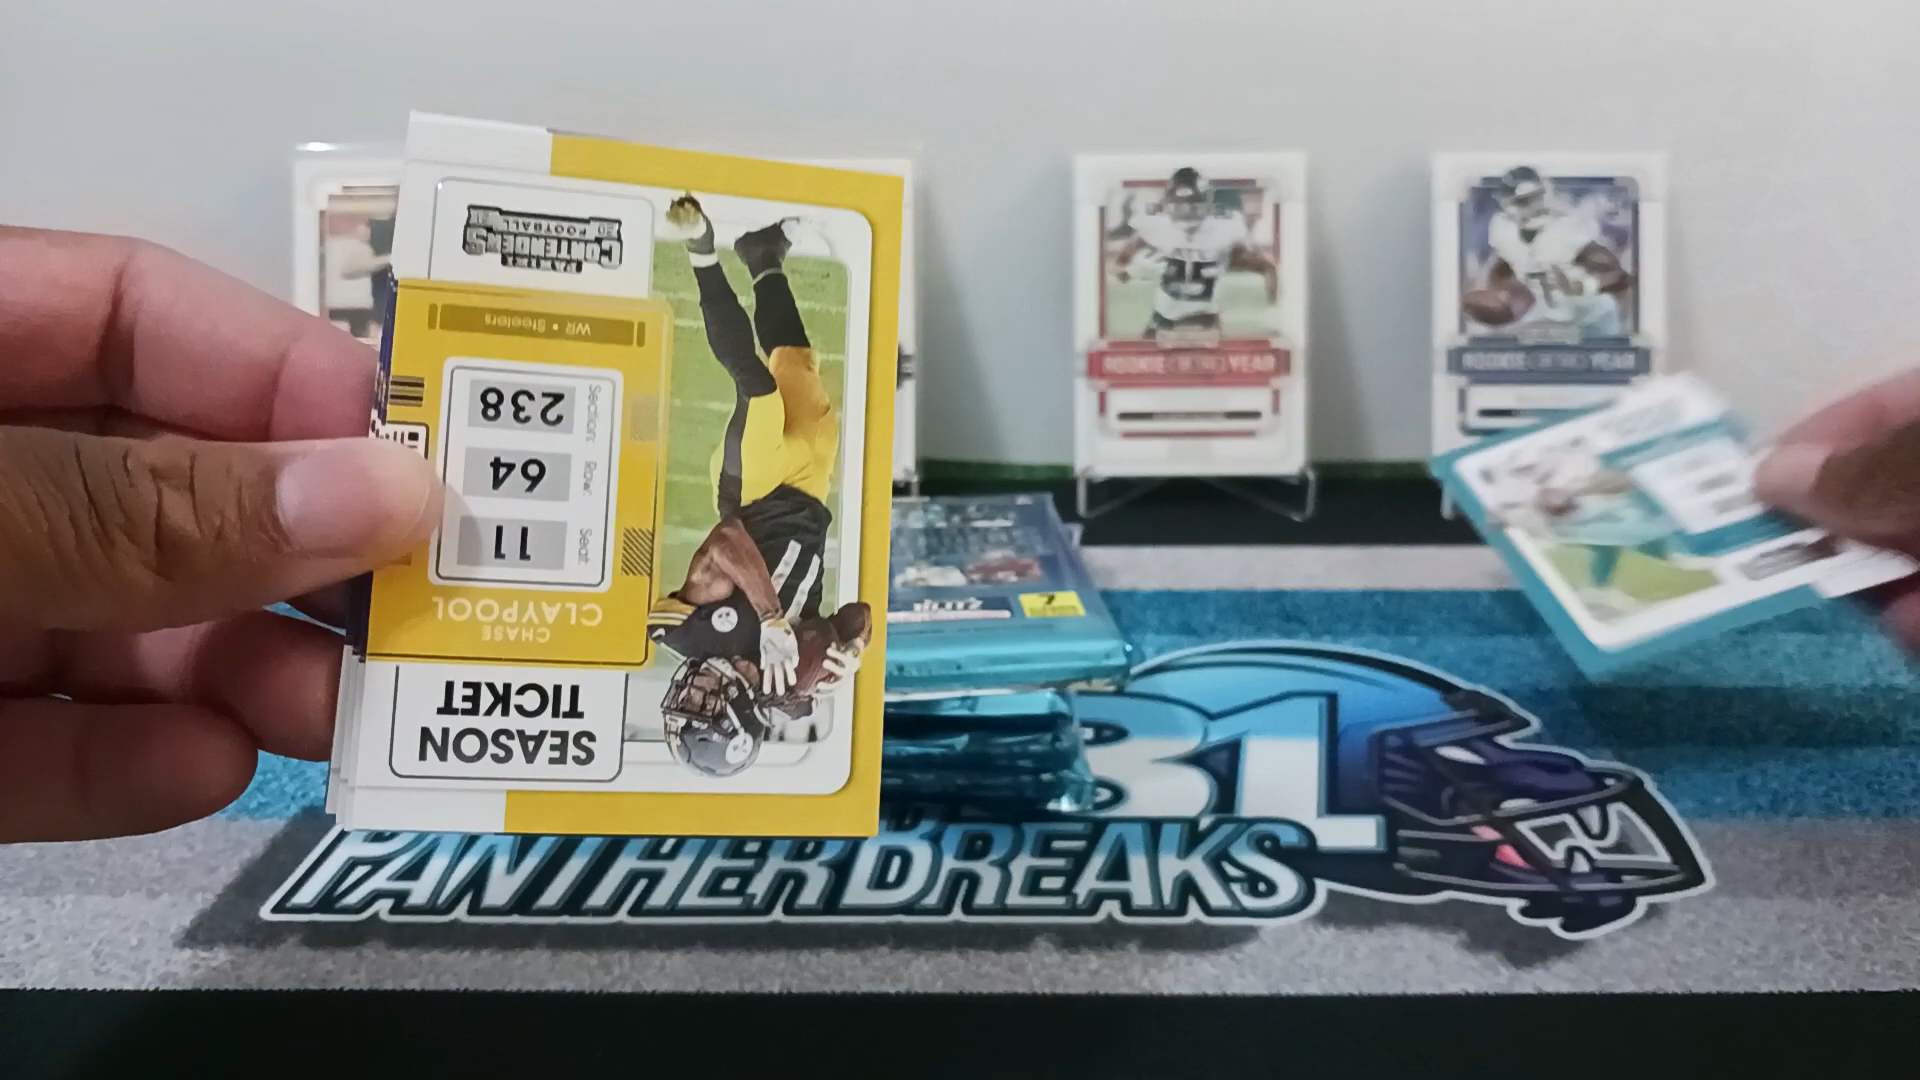 PANINI
CONTENDERS
FOOTBALL
WR • Steelers
Section: 238
Row: 64
Seat: 11
CHASE
CLAYPOOL
SEASON
TICKET
ROOKIE OF THE YEAR
ROOKIE OF THE YEAR
81
PANTHERBREAKS